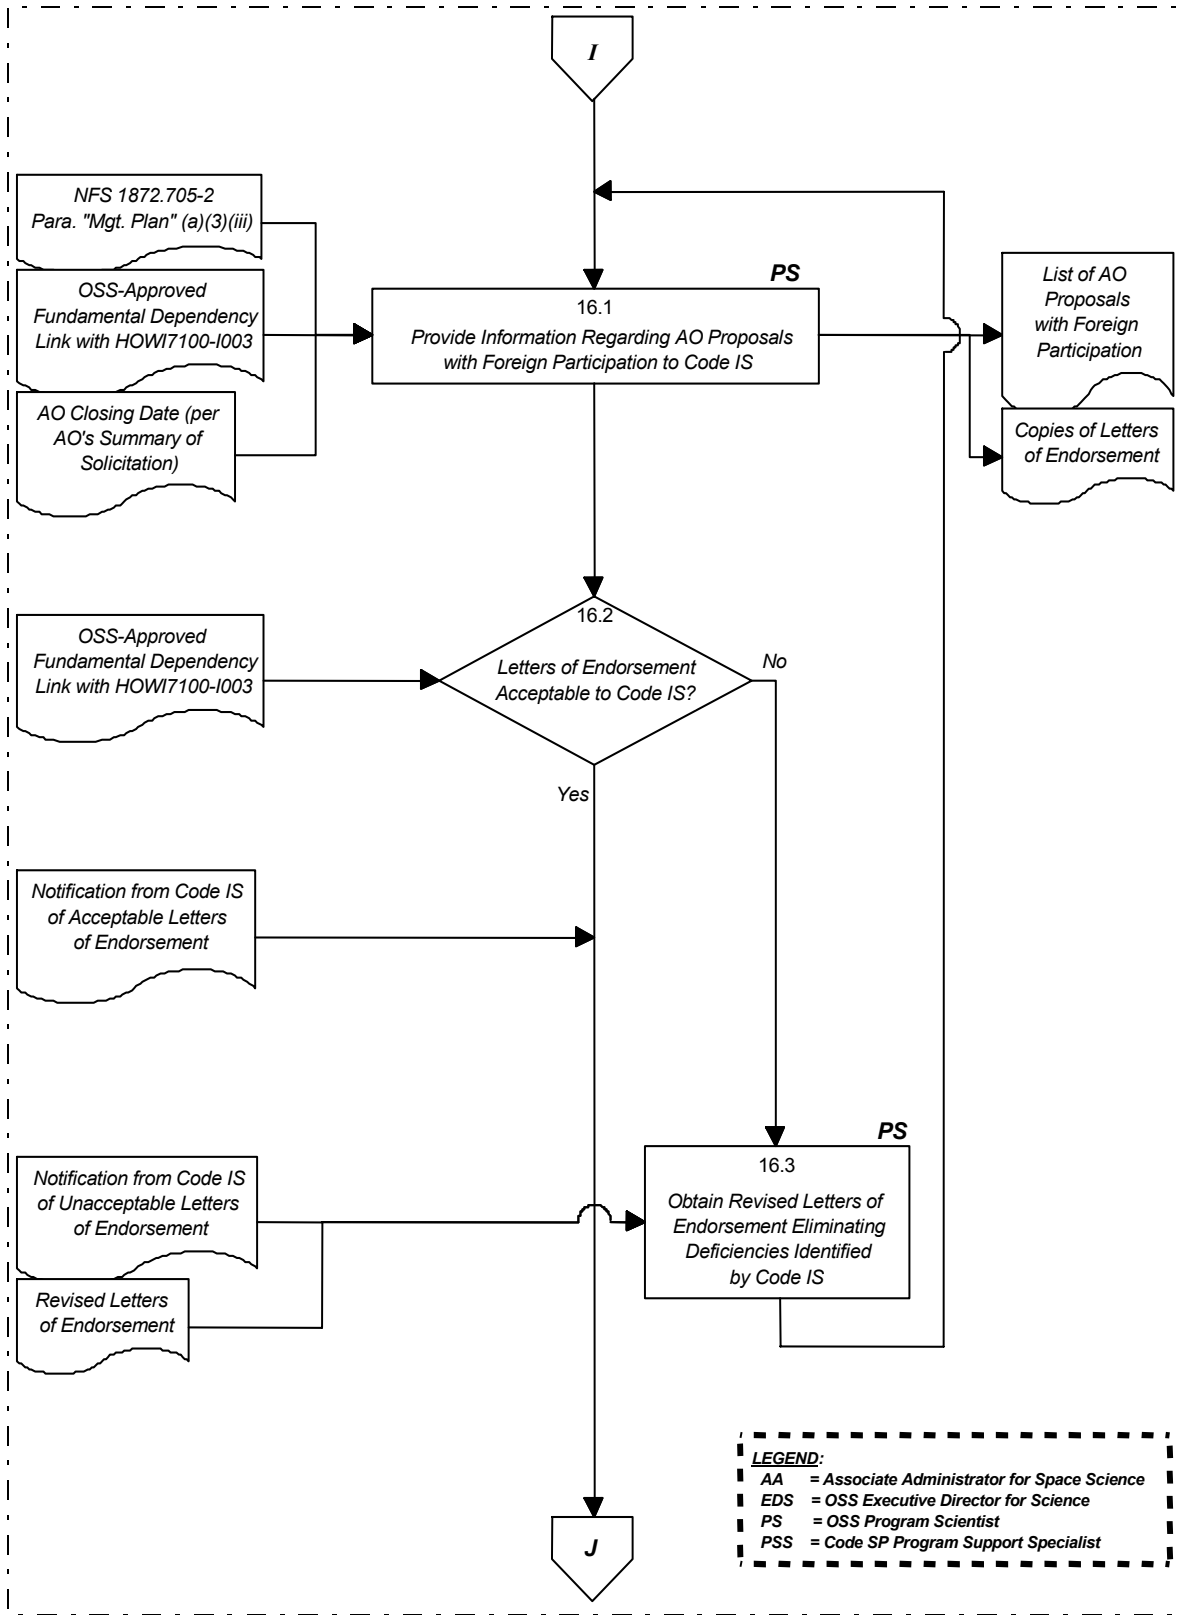 I
NFS 1872.705-2
Para. "Mgt. Plan" (a)(3)(iii)
OSS-Approved
Fundamental Dependency
Link with HOWI7100-I003
AO Closing Date (per
AO's Summary of
Solicitation)
PS
16.1
Provide Information Regarding AO Proposals
with Foreign Participation to Code IS
List of AO
Proposals
with Foreign
Participation
Copies of Letters
of Endorsement
OSS-Approved
Fundamental Dependency
Link with HOWI7100-I003
16.2
Letters of Endorsement
Acceptable to Code IS?
No
Yes
Notification from Code IS
of Acceptable Letters
of Endorsement
Notification from Code IS
of Unacceptable Letters
of Endorsement
Revised Letters
of Endorsement
PS
16.3
Obtain Revised Letters of
Endorsement Eliminating
Deficiencies Identified
by Code IS
J
LEGEND:
AA = Associate Administrator for Space Science
EDS = OSS Executive Director for Science
PS = OSS Program Scientist
PSS = Code SP Program Support Specialist